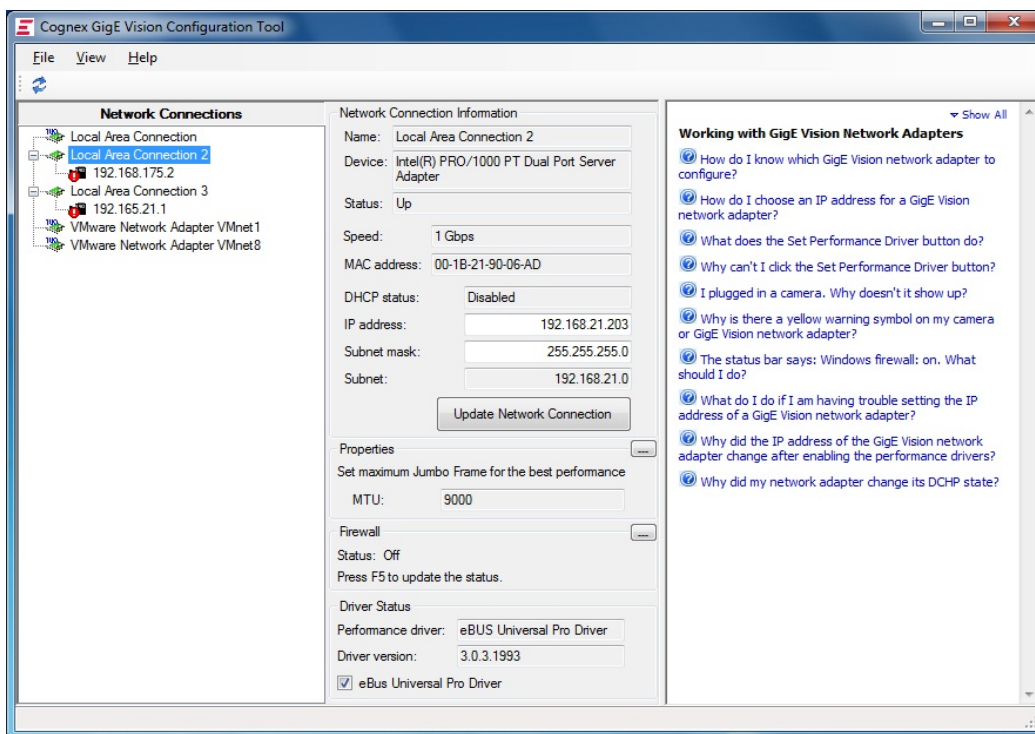 Cognex GigE Vision Configuration Tool
File View Help
Network Connections
Local Area Connection
Local Area Connection 2
192.168.175.2
Local Area Connection 3
192.165.21.1
VMware Network Adapter VMnet1
VMware Network Adapter VMnet8
Network Connection Information
Name: Local Area Connection 2
Device: Intel(R) PRO/1000 PT Dual Port Server
Adapter
Status: Up
Speed: 1 Gbps
MAC address: 00-1B-21-90-06-AD
DHCP status: Disabled
IP address: 192.168.21.203
Subnet mask: 255.255.255.0
Subnet: 192.168.21.0
Update Network Connection
Properties ...
Set maximum Jumbo Frame for the best performance
MTU: 9000
Firewall ...
Status: Off
Press F5 to update the status.
Driver Status
Performance driver: eBUS Universal Pro Driver
Driver version: 3.0.3.1993
eBus Universal Pro Driver
Show All
Working with GigE Vision Network Adapters
How do I know which GigE Vision network adapter to
configure?
How do I choose an IP address for a GigE Vision
network adapter?
What does the Set Performance Driver button do?
Why can't I click the Set Performance Driver button?
I plugged in a camera. Why doesn't it show up?
Why is there a yellow warning symbol on my camera
or GigE Vision network adapter?
The status bar says: Windows firewall: on. What
should I do?
What do I do if I am having trouble setting the IP
address of a GigE Vision network adapter?
Why did the IP address of the GigE Vision network
adapter change after enabling the performance drivers?
Why did my network adapter change its DCHP state?